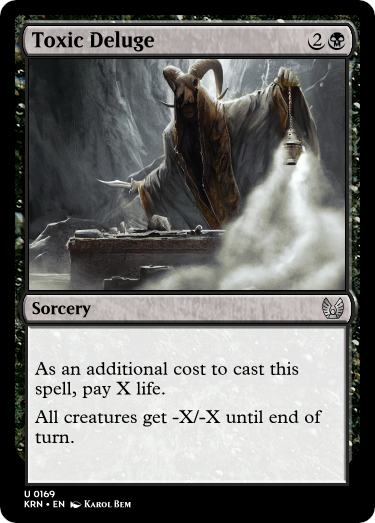 Toxic Deluge 2
Sorcery
As an additional cost to cast this
spell, pay X life.
All creatures get -X/-X until end of
turn.
U 0169
KRN • EN Karol Bem